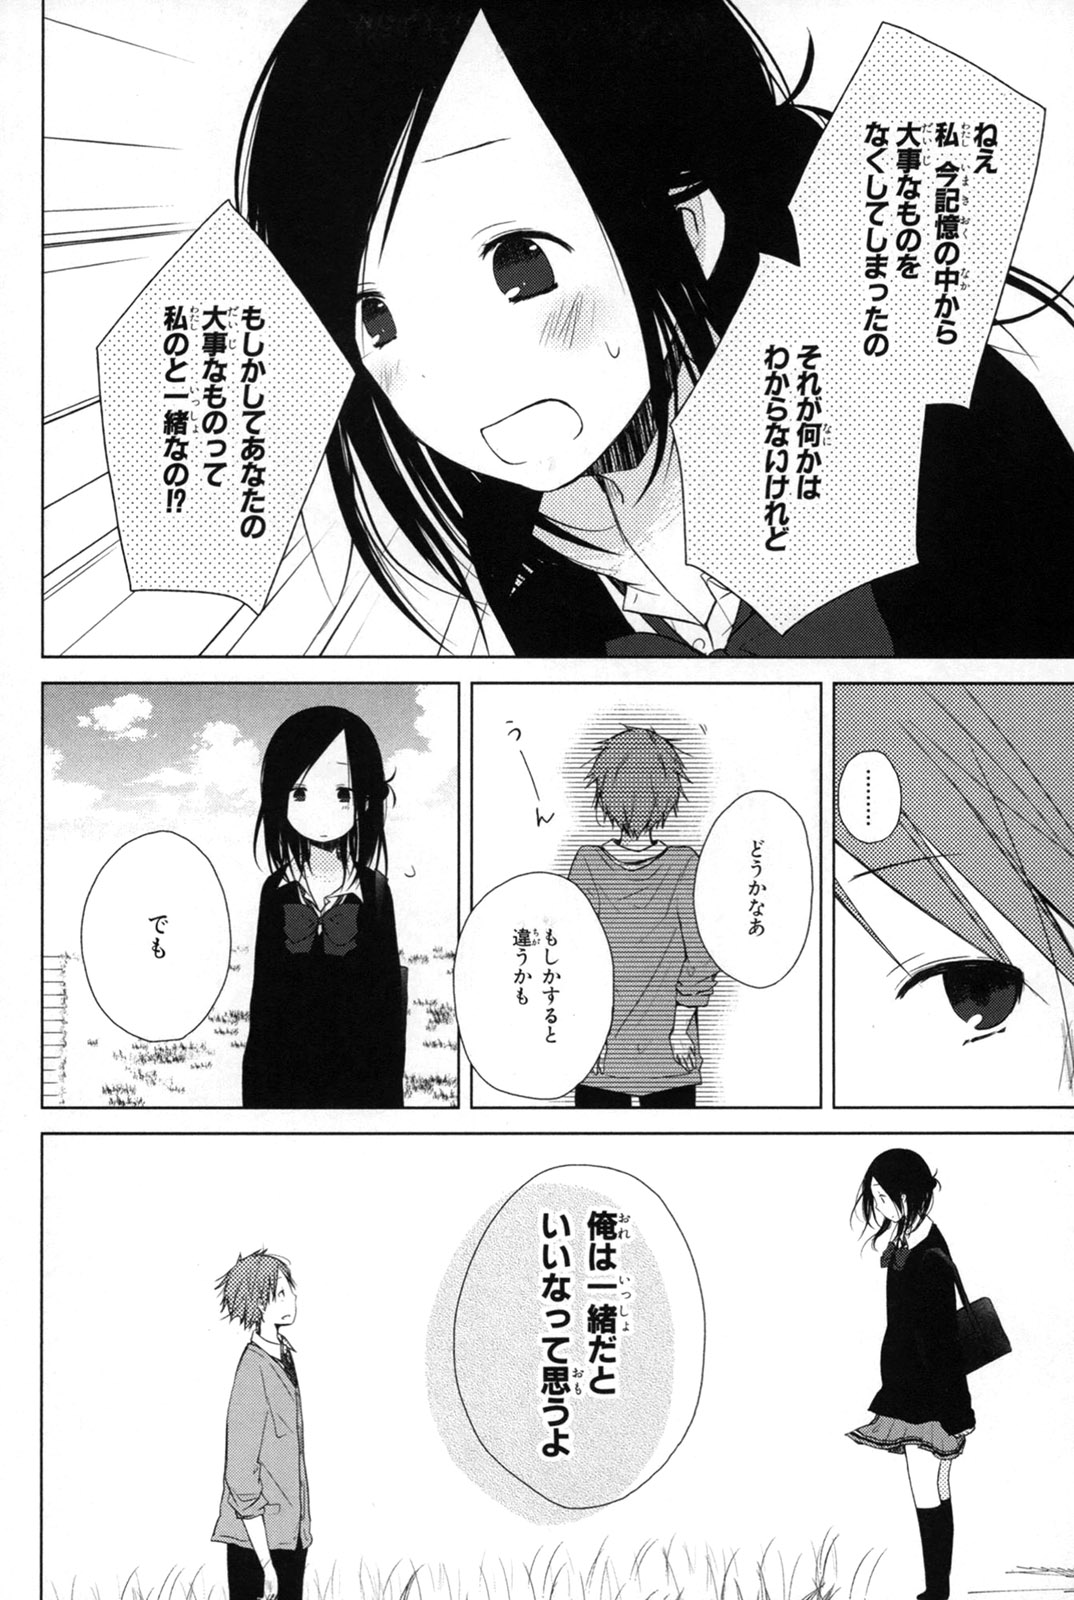 ねえ
私 今記憶の中から
大事なものを
なくしてしまったの
それが何かは
わからないけれど
もしかしてあなたの
大事なものって
私のと一緒なの!?
………
どうかなあ
うーん
もしかすると
違うかも
でも
俺は一緒だと
いいなって思うよ